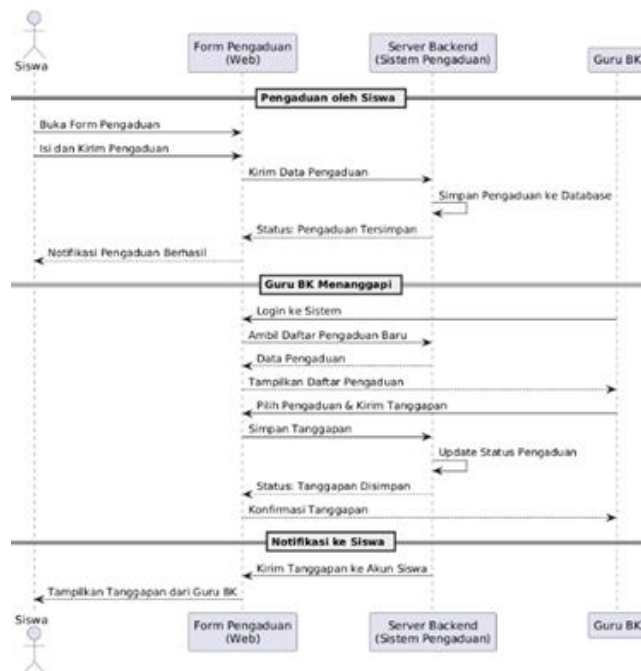 Siswa
Form Pengaduan
(Web)
Server Backend
(Sistem Pengaduan)
Guru BK
Pengaduan oleh Siswa
Buka Form Pengaduan
Isi dan Kirim Pengaduan
Kirim Data Pengaduan
Simpan Pengaduan ke Database
Status: Pengaduan Tersimpan
Notifikasi Pengaduan Berhasil
Guru BK Menanggapi
Login ke Sistem
Ambil Daftar Pengaduan Baru
Data Pengaduan
Tampilkan Daftar Pengaduan
Pilih Pengaduan & Kirim Tanggapan
Simpan Tanggapan
Update Status Pengaduan
Status: Tanggapan Disimpan
Konfirmasi Tanggapan
Notifikasi ke Siswa
Kirim Tanggapan ke Akun Siswa
Tampilkan Tanggapan dari Guru BK
Siswa
Form Pengaduan
(Web)
Server Backend
(Sistem Pengaduan)
Guru BK